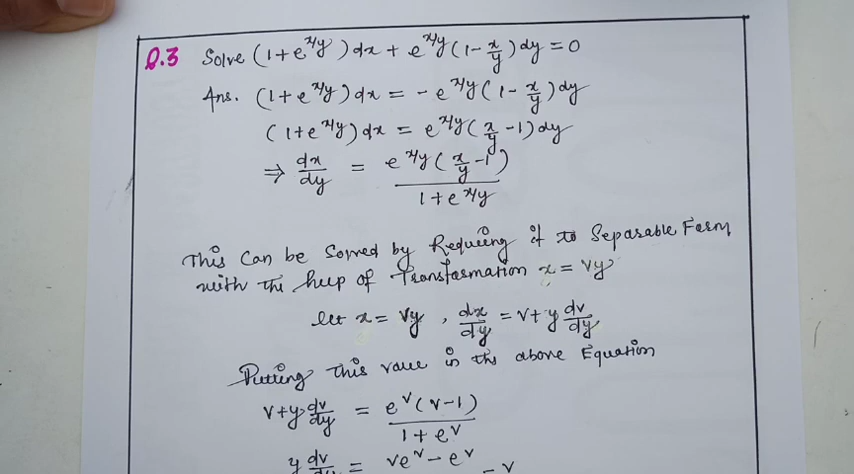 Q.3 Solve (1+e^x/y)dx + e^x/y(1-x/y)dy = 0
Ans. (1+e^x/y)dx = -e^x/y(1-x/y)dy
(1+e^x/y)dx = e^x/y(x/y-1)dy
⇒ dx/dy = e^x/y(x/y-1)/1+e^x/y
This Can be Solved by Reducing it to Separable Form
with the help of Transformation x = vy
let x = vy, dx/dy = v+y dv/dy
Putting this value in the above Equation
v+y dv/dy = e^v(v-1)/1+e^v
y dv/ = ve^v-e^v - v